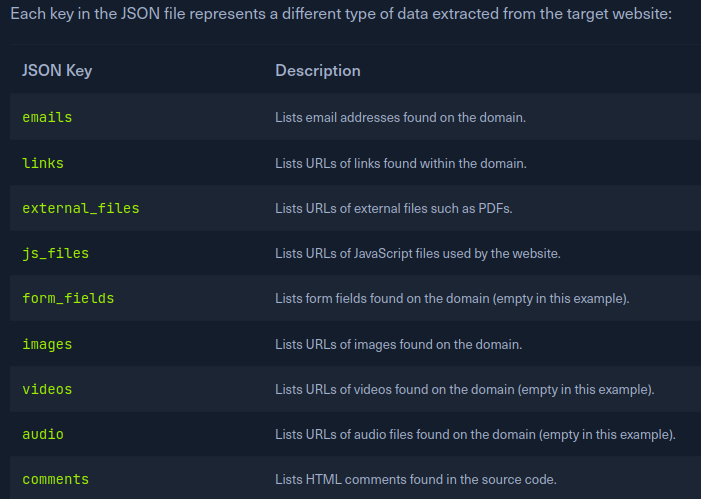 Each key in the JSON file represents a different type of data extracted from the target website:
JSON Key Description
emails Lists email addresses found on the domain.
links Lists URLs of links found within the domain.
external_files Lists URLs of external files such as PDFs.
js_files Lists URLs of JavaScript files used by the website.
form_fields Lists form fields found on the domain (empty in this example).
images Lists URLs of images found on the domain.
videos Lists URLs of videos found on the domain (empty in this example).
audio Lists URLs of audio files found on the domain (empty in this example).
comments Lists HTML comments found in the source code.